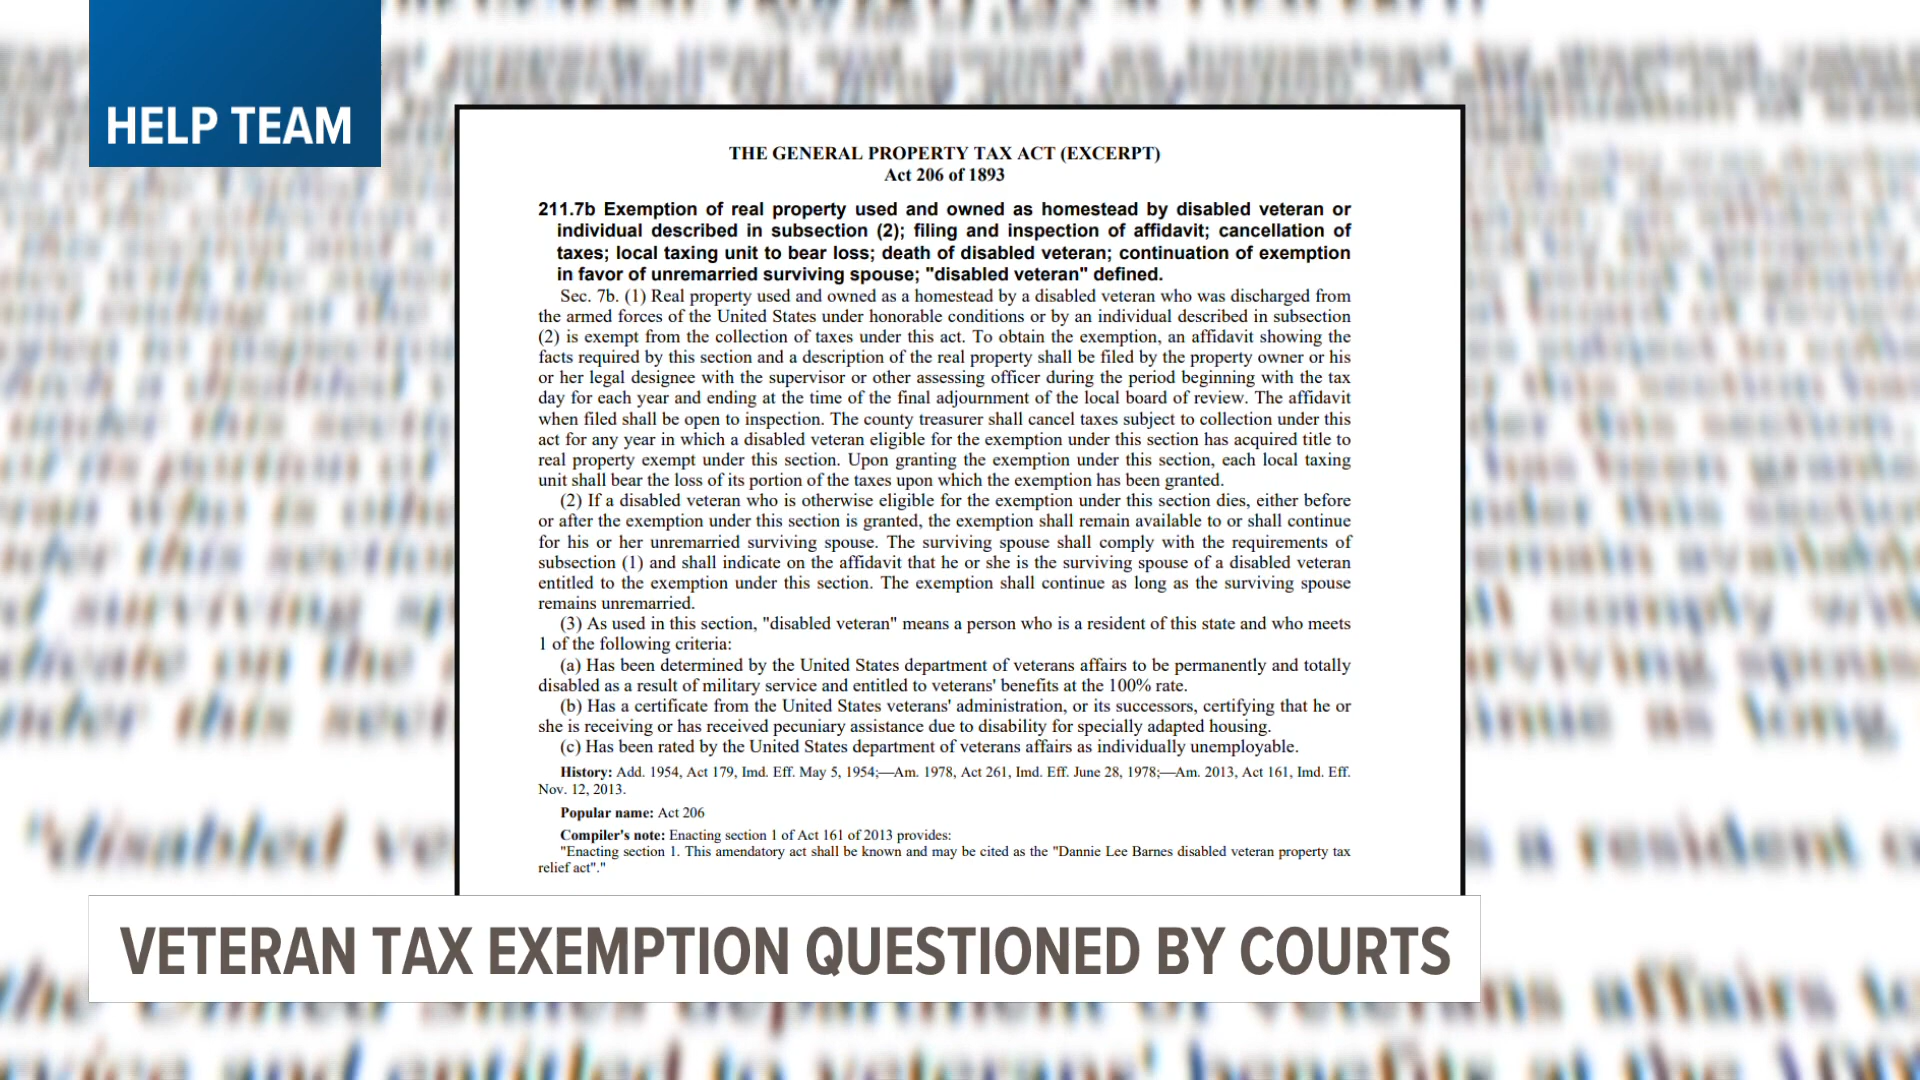 HELP TEAM
THE GENERAL PROPERTY TAX ACT (EXCERPT)
Act 206 of 1893
211.7b Exemption of real property used and owned as homestead by disabled veteran or
individual described in subsection (2); filing and inspection of affidavit; cancellation of
taxes; local taxing unit to bear loss; death of disabled veteran; continuation of exemption
in favor of unremarried surviving spouse; "disabled veteran" defined.
Sec. 7b. (1) Real property used and owned as a homestead by a disabled veteran who was discharged from
the armed forces of the United States under honorable conditions or by an individual described in subsection
(2) is exempt from the collection of taxes under this act. To obtain the exemption, an affidavit showing the
facts required by this section and a description of the real property shall be filed by the property owner or his
or her legal designee with the supervisor or other assessing officer during the period beginning with the tax
day for each year and ending at the time of the final adjournment of the local board of review. The affidavit
when filed shall be open to inspection. The county treasurer shall cancel taxes subject to collection under this
act for any year in which a disabled veteran eligible for the exemption under this section has acquired title to
real property exempt under this section. Upon granting the exemption under this section, each local taxing
unit shall bear the loss of its portion of the taxes upon which the exemption has been granted.
(2) If a disabled veteran who is otherwise eligible for the exemption under this section dies, either before
or after the exemption under this section is granted, the exemption shall remain available to or shall continue
for his or her unremarried surviving spouse. The surviving spouse shall comply with the requirements of
subsection (1) and shall indicate on the affidavit that he or she is the surviving spouse of a disabled veteran
entitled to the exemption under this section. The exemption shall continue as long as the surviving spouse
remains unremarried.
(3) As used in this section, "disabled veteran" means a person who is a resident of this state and who meets
1 of the following criteria:
(a) Has been determined by the United States department of veterans affairs to be permanently and totally
disabled as a result of military service and entitled to veterans' benefits at the 100% rate.
(b) Has a certificate from the United States veterans' administration, or its successors, certifying that he or
she is receiving or has received pecuniary assistance due to disability for specially adapted housing.
(c) Has been rated by the United States department of veterans affairs as individually unemployable.
History: Add. 1954, Act 179, Imd. Eff. May 5, 1954;—Am. 1978, Act 261, Imd. Eff. June 28, 1978;—Am. 2013, Act 161, Imd. Eff.
Nov. 12, 2013.
Popular name: Act 206
Compiler's note: Enacting section 1 of Act 161 of 2013 provides:
"Enacting section 1. This amendatory act shall be known and may be cited as the "Dannie Lee Barnes disabled veteran property tax
relief act"."
VETERAN TAX EXEMPTION QUESTIONED BY COURTS